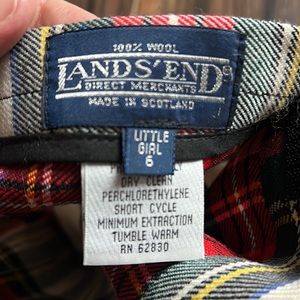 100% WOOL
LANDS' END®
DIRECT MERCHANTS
MADE IN SCOTLAND
LITTLE
GIRL
6
DRY CLEAN
PERCHLORETHYLENE
SHORT CYCLE
MINIMUM EXTRACTION
TUMBLE WARM
RN 62830